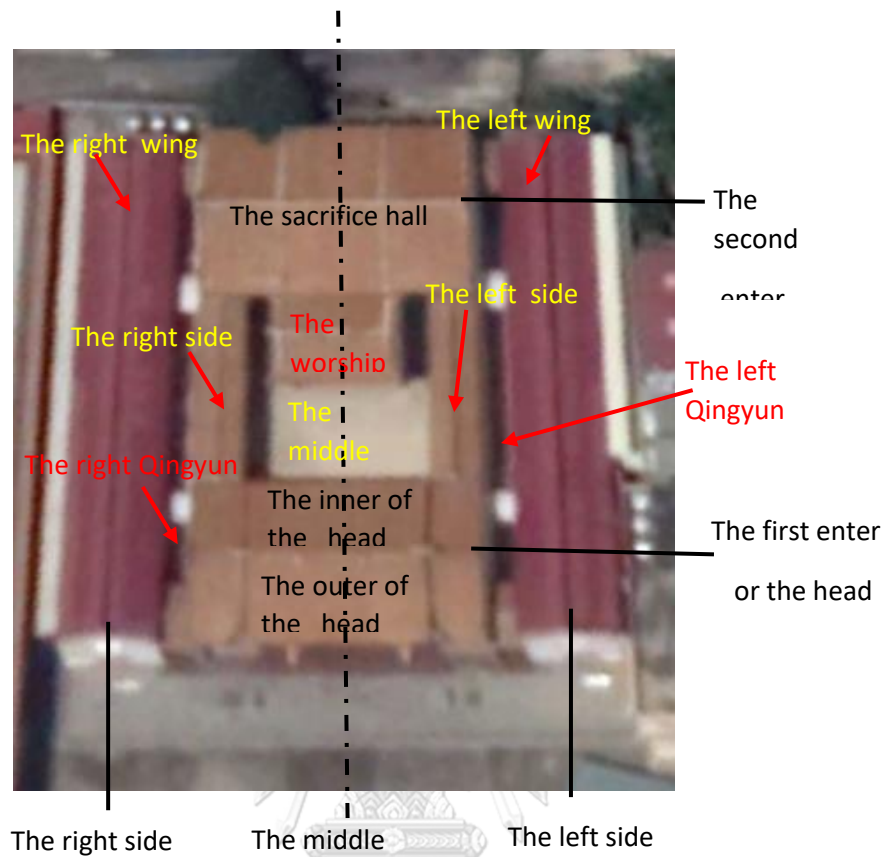 The left wing
The right wing
The
second
enter
The sacrifice hall
The left side
The right side
The
worship
The left
Qingyun
The
middle
The right Qingyun
The inner of
the head
The first enter
or the head
The outer of
the head
The right side
The middle
The left side